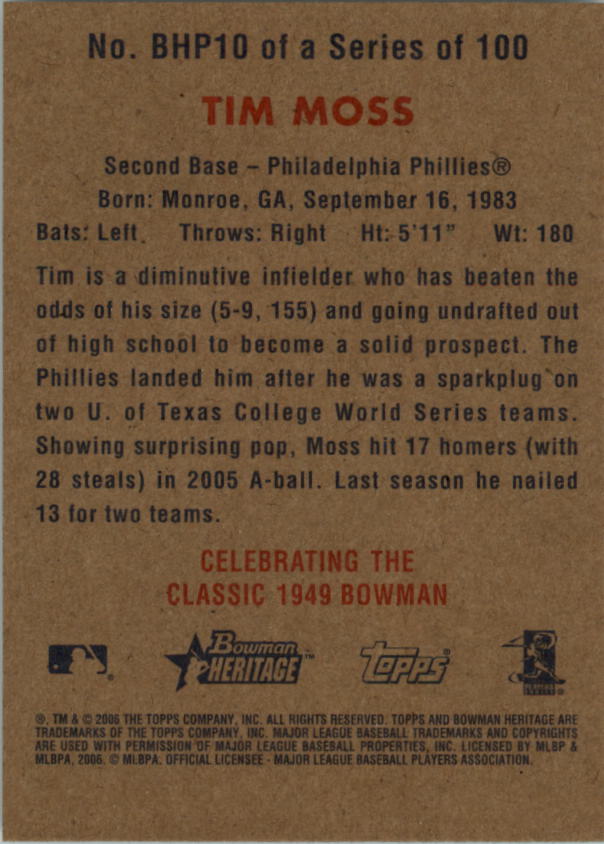 No. BHP10 of a Series of 100
TIM MOSS
Second Base – Philadelphia Phillies®
Born: Monroe, GA, September 16, 1983
Bats: Left Throws: Right Ht: 5'11" Wt: 180
Tim is a diminutive infielder who has beaten the
odds of his size (5-9, 155) and going undrafted out
of high school to become a solid prospect. The
Phillies landed him after he was a sparkplug on
two U. of Texas College World Series teams.
Showing surprising pop, Moss hit 17 homers (with
28 steals) in 2005 A-ball. Last season he nailed
13 for two teams.
CELEBRATING THE
CLASSIC 1949 BOWMAN
Bowman
HERITAGE™
Topps®
®, TM & © 2006 THE TOPPS COMPANY, INC. ALL RIGHTS RESERVED. TOPPS AND BOWMAN HERITAGE ARE
TRADEMARKS OF THE TOPPS COMPANY, INC. MAJOR LEAGUE BASEBALL TRADEMARKS AND COPYRIGHTS
ARE USED WITH PERMISSION OF MAJOR LEAGUE BASEBALL PROPERTIES, INC. LICENSED BY MLBP &
MLBPA, 2006. © MLBPA. OFFICIAL LICENSEE - MAJOR LEAGUE BASEBALL PLAYERS ASSOCIATION.